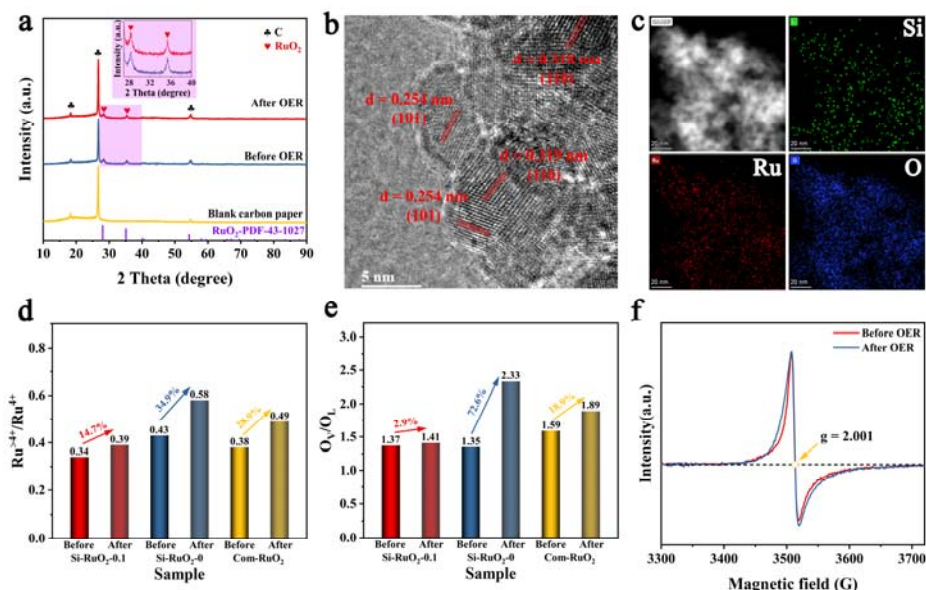 a
♣ C
♥ RuO2
Intensity (a.u.)
28 32 36 40
2 Theta (degree)
After OER
Before OER
Blank carbon paper
RuO2-PDF-43-1027
Intensity (a.u.)
10 20 30 40 50 60 70 80 90
2 Theta (degree)
b
d = 0.254 nm
(101)
(110)
(110)
d = 0.254 nm
(101)
5 nm
c
HAADF
Si
20 nm
20 nm
Ru
Ru
O
20 nm
20 nm
d
Ru>4+/Ru4+
0.8
0.6
0.4
0.2
0.0
14.7%
34.9%
0.34
0.39
0.43
0.58
0.38
0.49
Before After Before After Before After
Si-RuO2-0.1 Si-RuO2-0 Com-RuO2
Sample
e
OV/OL
3.0
2.5
2.0
1.5
1.0
0.5
0.0
2.9%
72.6%
18.9%
1.37
1.41
1.35
2.33
1.59
1.89
Before After Before After Before After
Si-RuO2-0.1 Si-RuO2-0 Com-RuO2
Sample
f
Before OER
After OER
g = 2.001
Intensity(a.u.)
3300 3400 3500 3600 3700
Magnetic field (G)